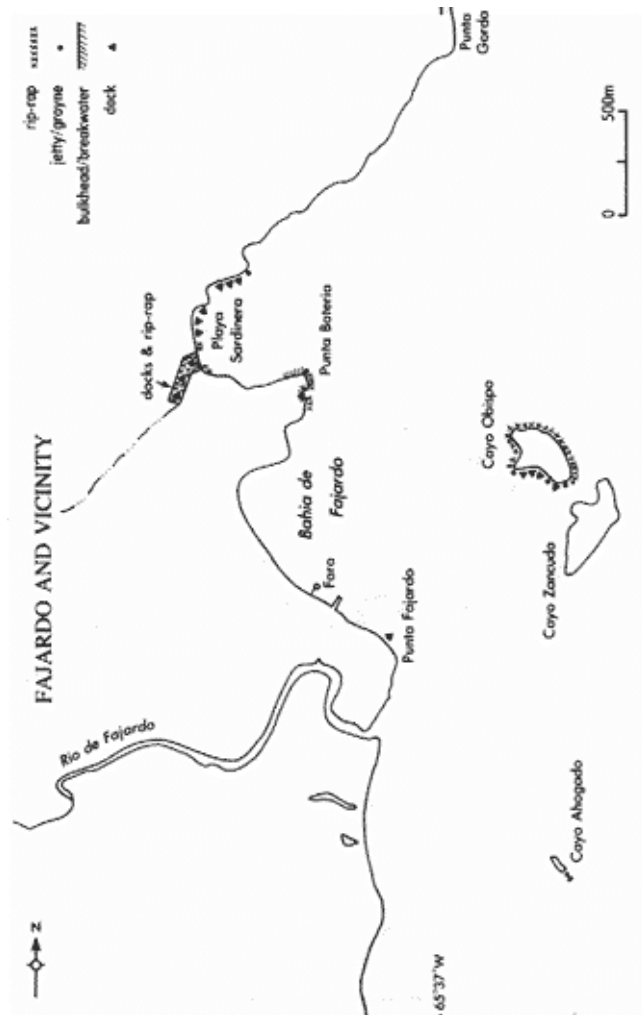 FAJARDO AND VICINITY
rip-rap
jetty/groyne
bulkhead/breakwater
dock
N
Rio de Fajardo
docks & rip-rap
Playa
Sardinera
Punta Bateria
Punta
Gorda
Bahia de
Fajardo
Faro
Punta Fajardo
Cayo Obispo
Cayo Zancudo
Cayo Ahogado
65°37'W
0
500m